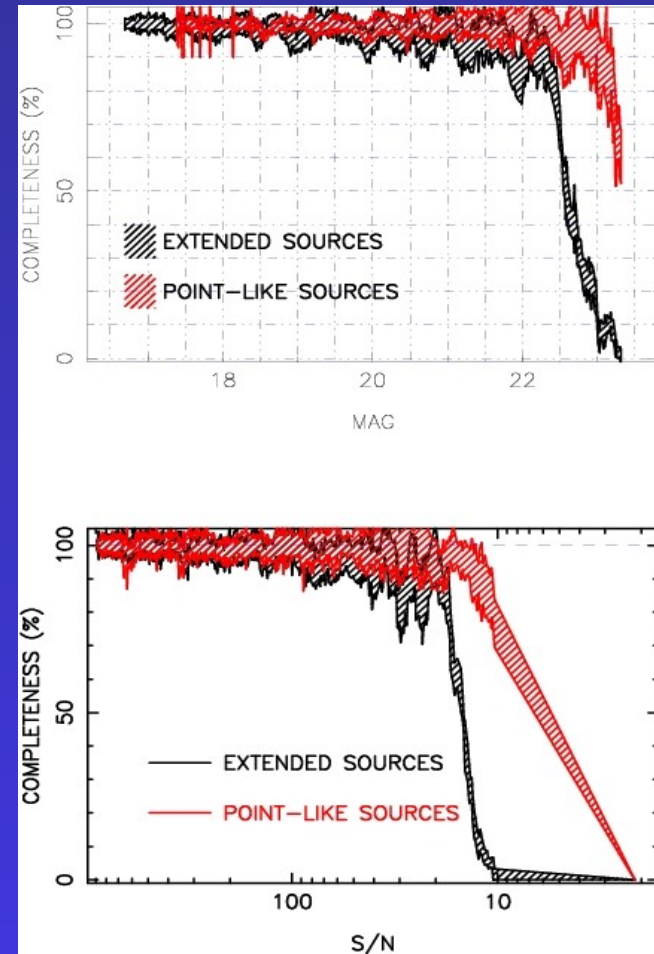 100
50
0
COMPLETENESS (%)
EXTENDED SOURCES
POINT-LIKE SOURCES
18 20 22
MAG
100
50
0
COMPLETENESS (%)
EXTENDED SOURCES
POINT-LIKE SOURCES
100 10
S/N